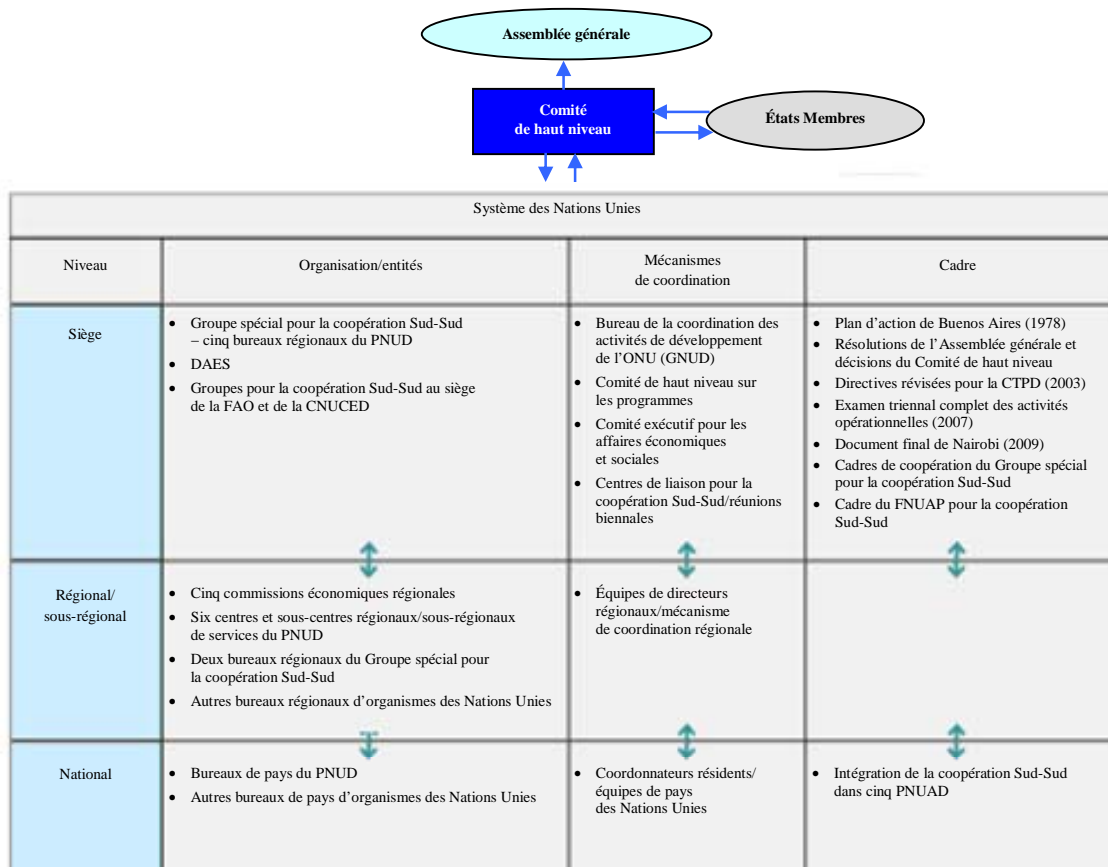 Assemblée générale
Comité
de haut niveau
États Membres
Système des Nations Unies
Niveau
Organisation/entités
Mécanismes
de coordination
Cadre
Siège
• Groupe spécial pour la coopération Sud-Sud
– cinq bureaux régionaux du PNUD
• DAES
• Groupes pour la coopération Sud-Sud au siège
de la FAO et de la CNUCED
• Bureau de la coordination des
activités de développement
de l'ONU (GNUD)
• Comité de haut niveau sur
les programmes
• Comité exécutif pour les
affaires économiques
et sociales
• Centres de liaison pour la
coopération Sud-Sud/réunions
biennales
• Plan d'action de Buenos Aires (1978)
• Résolutions de l'Assemblée générale et
décisions du Comité de haut niveau
• Directives révisées pour la CTPD (2003)
• Examen triennal complet des activités
opérationnelles (2007)
• Document final de Nairobi (2009)
• Cadres de coopération du Groupe spécial
pour la coopération Sud-Sud
• Cadre du FNUAP pour la coopération
Sud-Sud
Régional/
sous-régional
• Cinq commissions économiques régionales
• Six centres et sous-centres régionaux/sous-régionaux
de services du PNUD
• Deux bureaux régionaux du Groupe spécial pour
la coopération Sud-Sud
• Autres bureaux régionaux d'organismes des Nations Unies
• Équipes de directeurs
régionaux/mécanisme
de coordination régionale
National
• Bureaux de pays du PNUD
• Autres bureaux de pays d'organismes des Nations Unies
• Coordonnateurs résidents/
équipes de pays
des Nations Unies
• Intégration de la coopération Sud-Sud
dans cinq PNUAD